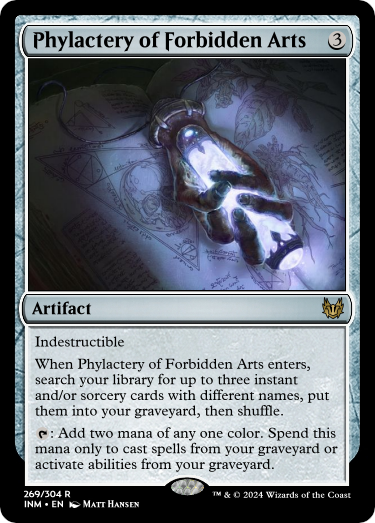 Phylactery of Forbidden Arts 3
Artifact
Indestructible
When Phylactery of Forbidden Arts enters,
search your library for up to three instant
and/or sorcery cards with different names, put
them into your graveyard, then shuffle.
: Add two mana of any one color. Spend this
mana only to cast spells from your graveyard or
activate abilities from your graveyard.
269/304 R
INM • EN Matt Hansen
™ & © 2024 Wizards of the Coast